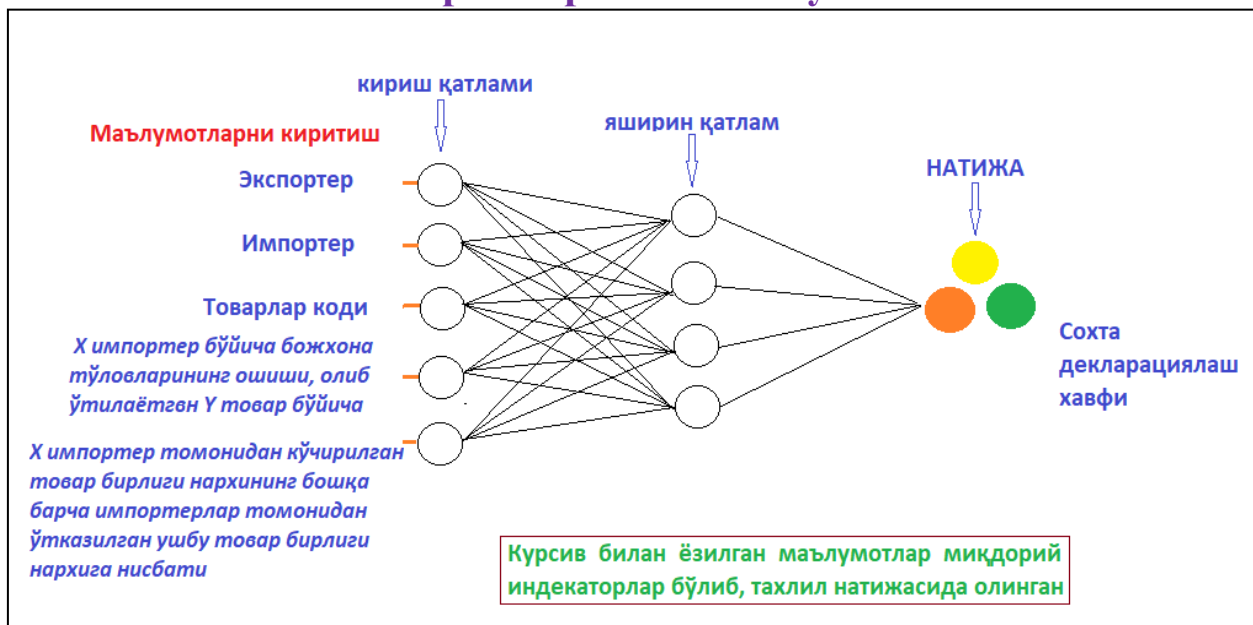 кириш қатлами
яширин қатлам
Маълумотларни киритиш
НАТИЖА
Экспортер
Импортер
Товарлар коди
X импортер бўйича божхона
тўловларининг ошиши, олиб
ўтилаётгвн Y товар бўйича
Сохта
декларациялаш
хавфи
X импортер томонидан кўчирилган
товар бирлиги нархининг бошқа
барча импортерлар томонидан
ўтказилган ушбу товар бирлиги
нархига нисбати
Курсив билан ёзилган маълумотлар миқдорий
индекаторлар бўлиб, тахлил натижасида олинган